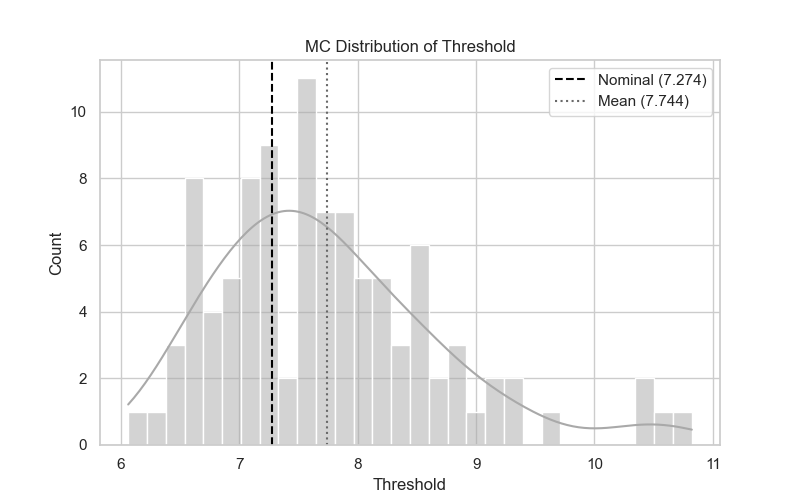 MC Distribution of Threshold
Nominal (7.274)
Mean (7.744)
10
8
6
4
2
0
Count
6
7
8
9
10
11
Threshold